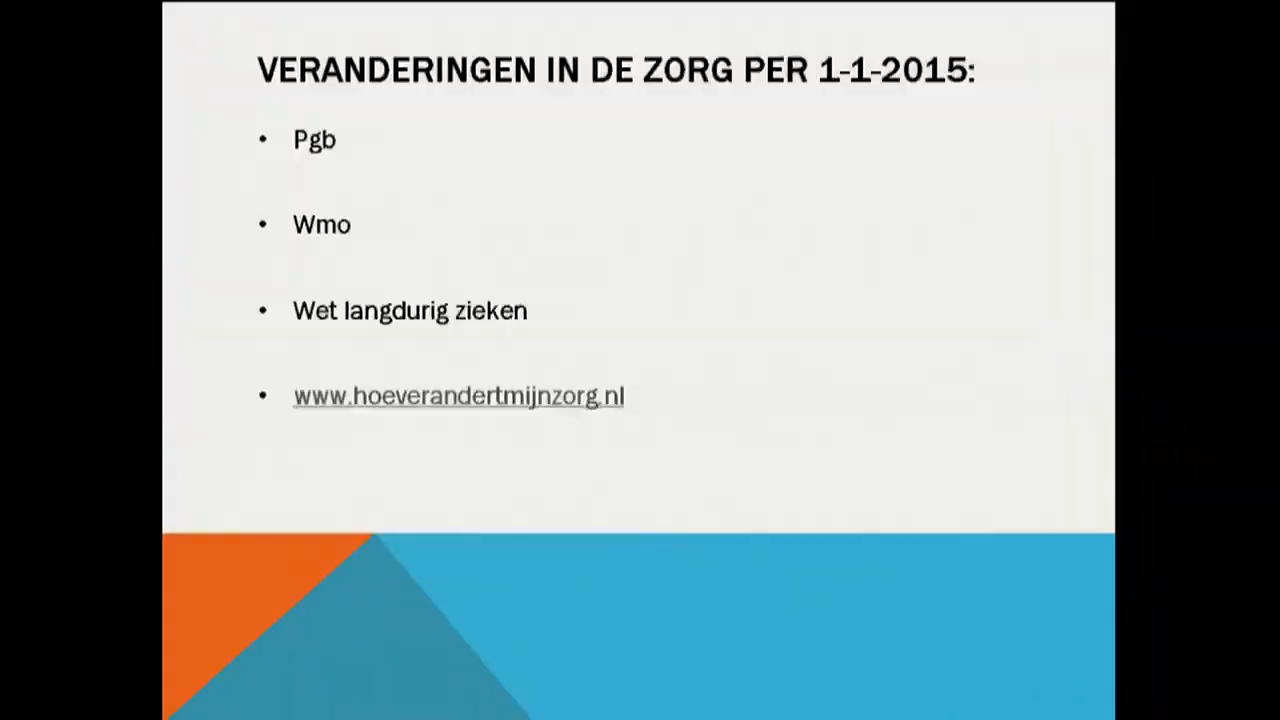 VERANDERINGEN IN DE ZORG PER 1-1-2015:
• Pgb
• Wmo
• Wet langdurig zieken
• www.hoeverandertmijnzorg.nl